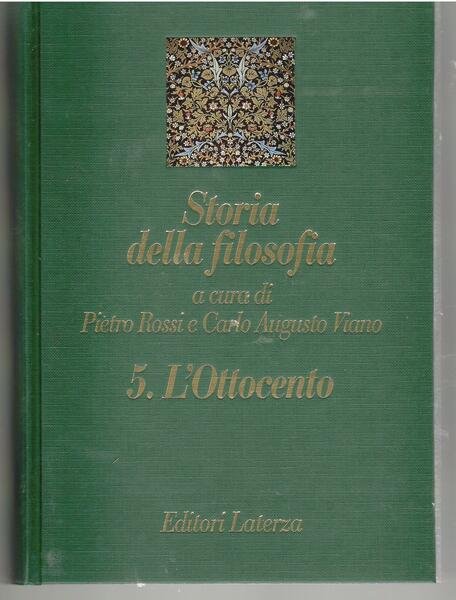 Storia
della filosofia
a cura di
Pietro Rossi e Carlo Augusto Viano
5. L'Ottocento
Editori Laterza